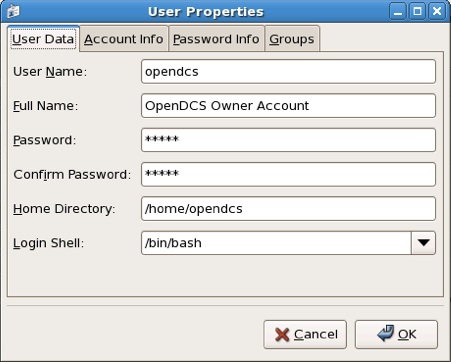 User Properties
User Data Account Info Password Info Groups
User Name: opendcs
Full Name: OpenDCS Owner Account
Password: *****
Confirm Password: *****
Home Directory: /home/opendcs
Login Shell: /bin/bash
Cancel OK